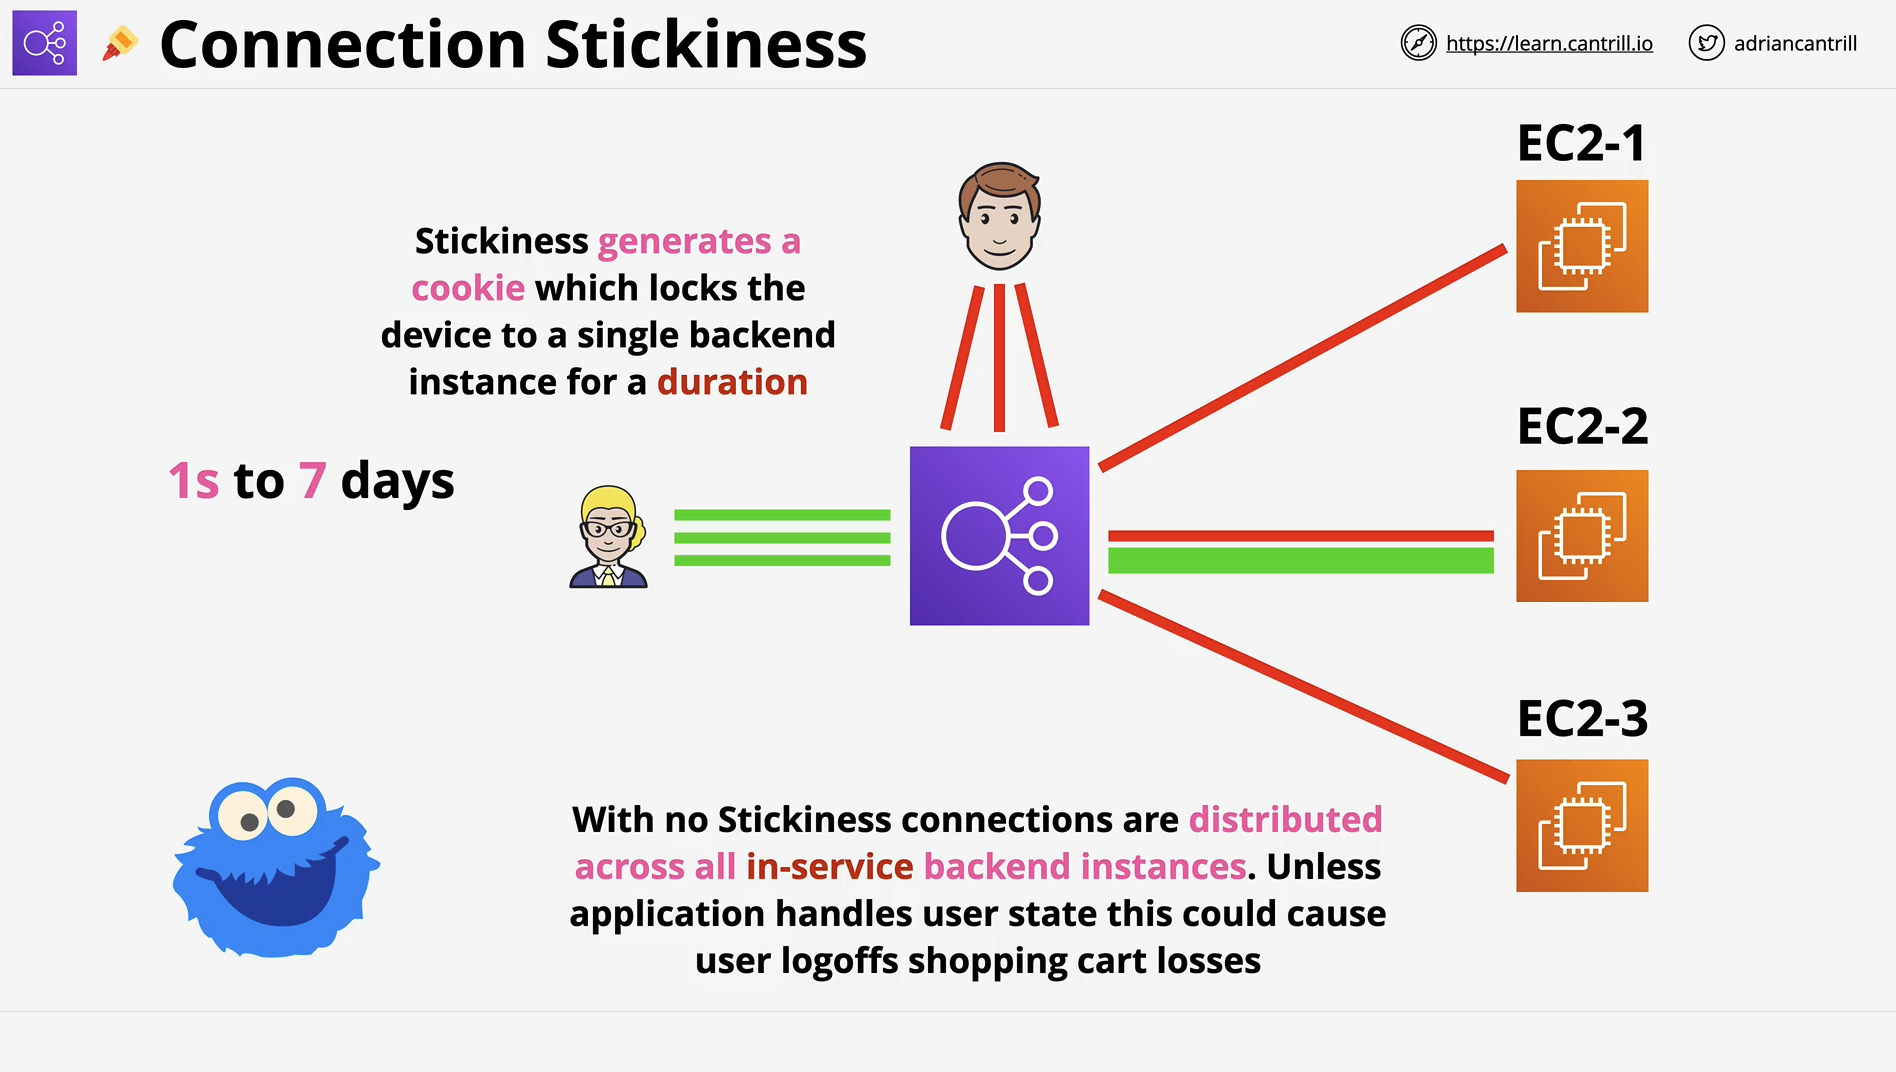 Connection Stickiness
https://learn.cantrill.io
adriancantrill
Stickiness generates a
cookie which locks the
device to a single backend
instance for a duration
1s to 7 days
EC2-1
EC2-2
EC2-3
With no Stickiness connections are distributed
across all in-service backend instances. Unless
application handles user state this could cause
user logoffs shopping cart losses